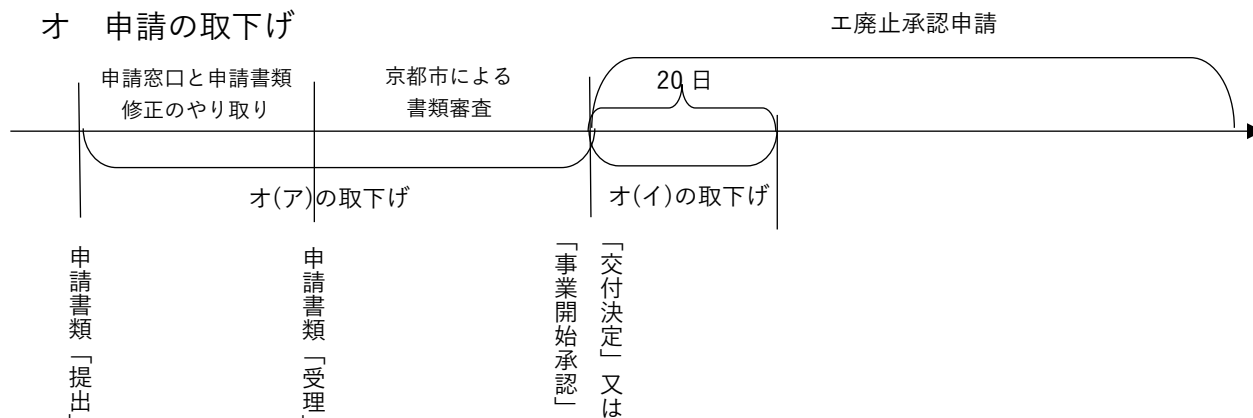 オ　申請の取下げ
エ廃止承認申請
申請窓口と申請書類
修正のやり取り
京都市による
書類審査
20 日
オ(ア)の取下げ
オ(イ)の取下げ
申請書類「提出」
申請書類「受理」
「交付決定」又は
「事業開始承認」